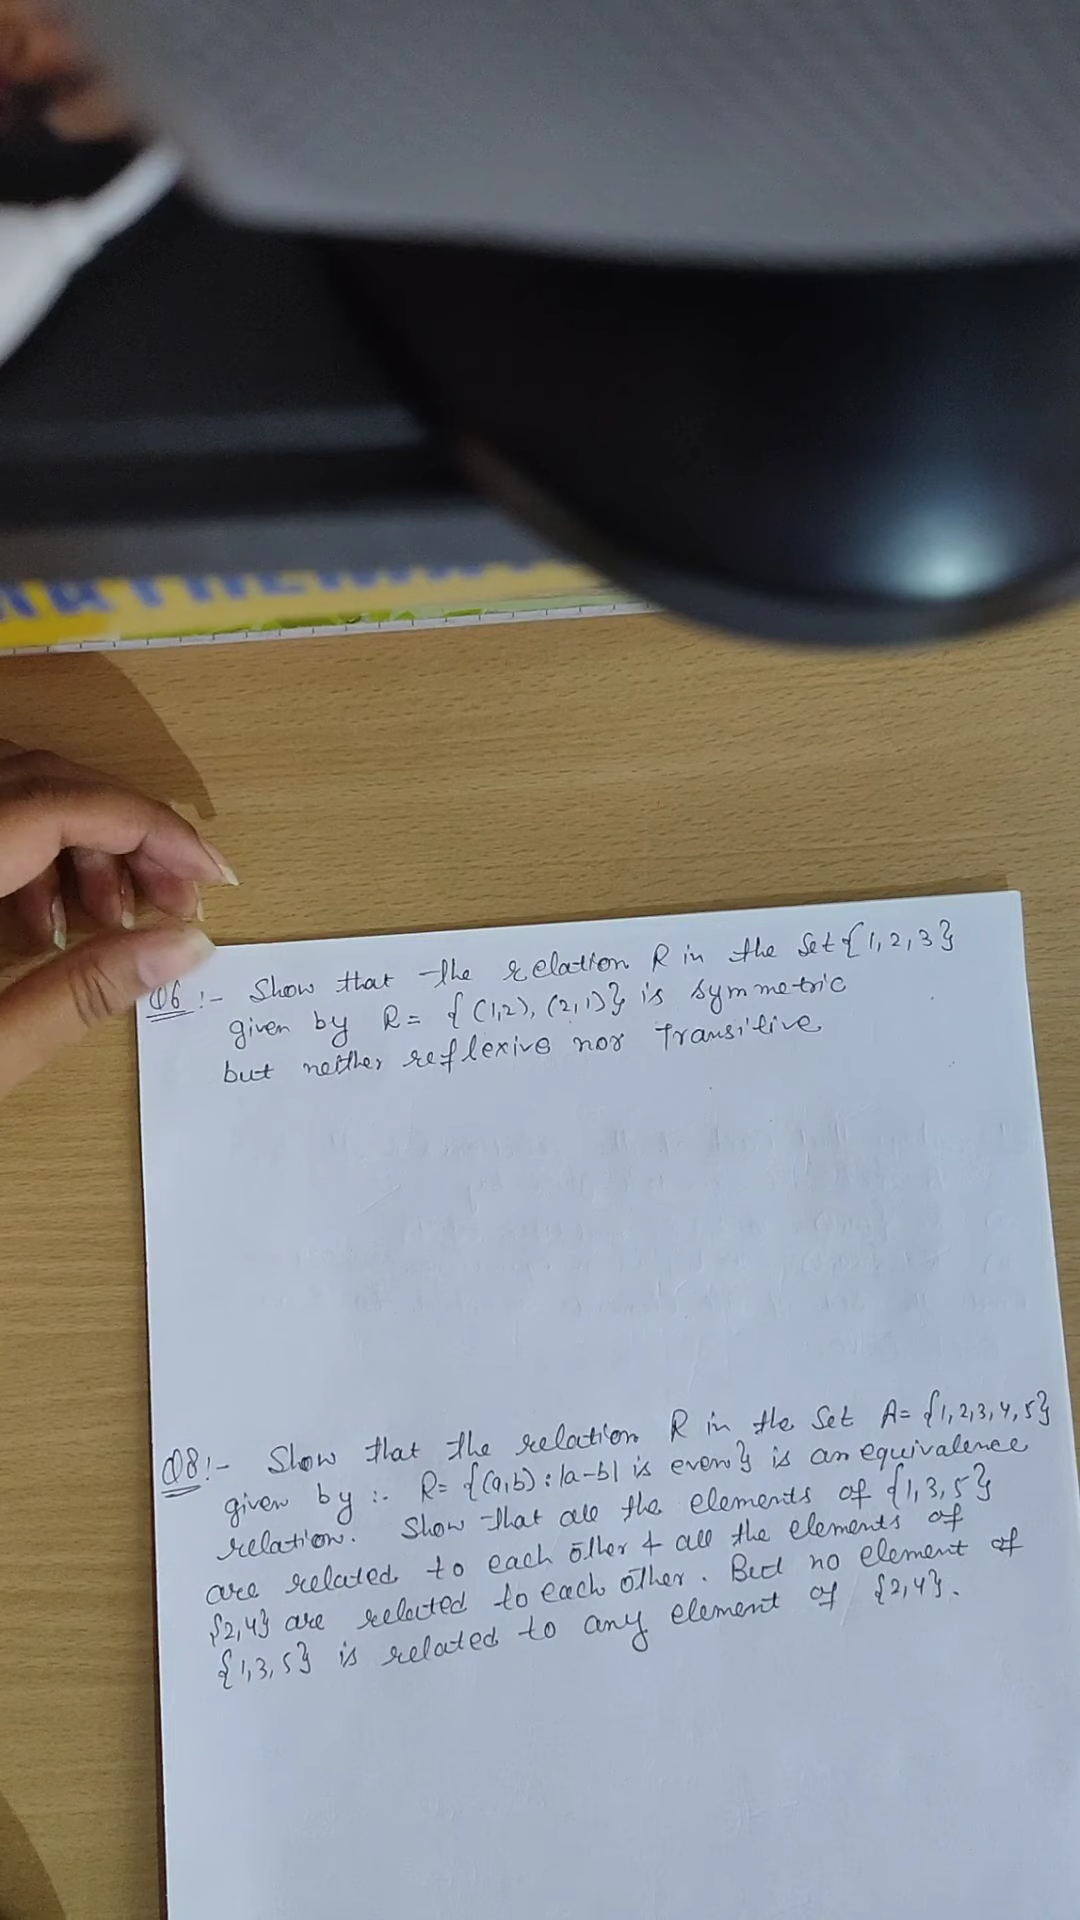 Q6 :- Show that the relation R in the Set {1,2,3}
given by R = {(1,2), (2,1)} is symmetric
but neither reflexive nor Transitive
Q8 :- Show that the relation R in the Set A = {1,2,3,4,5}
given by :- R = {(a,b) : |a-b| is even} is an equivalence
relation. Show that all the elements of {1,3,5}
are related to each other & all the elements of
{2,4} are related to each other. But no element of
{1,3,5} is related to any element of {2,4}.